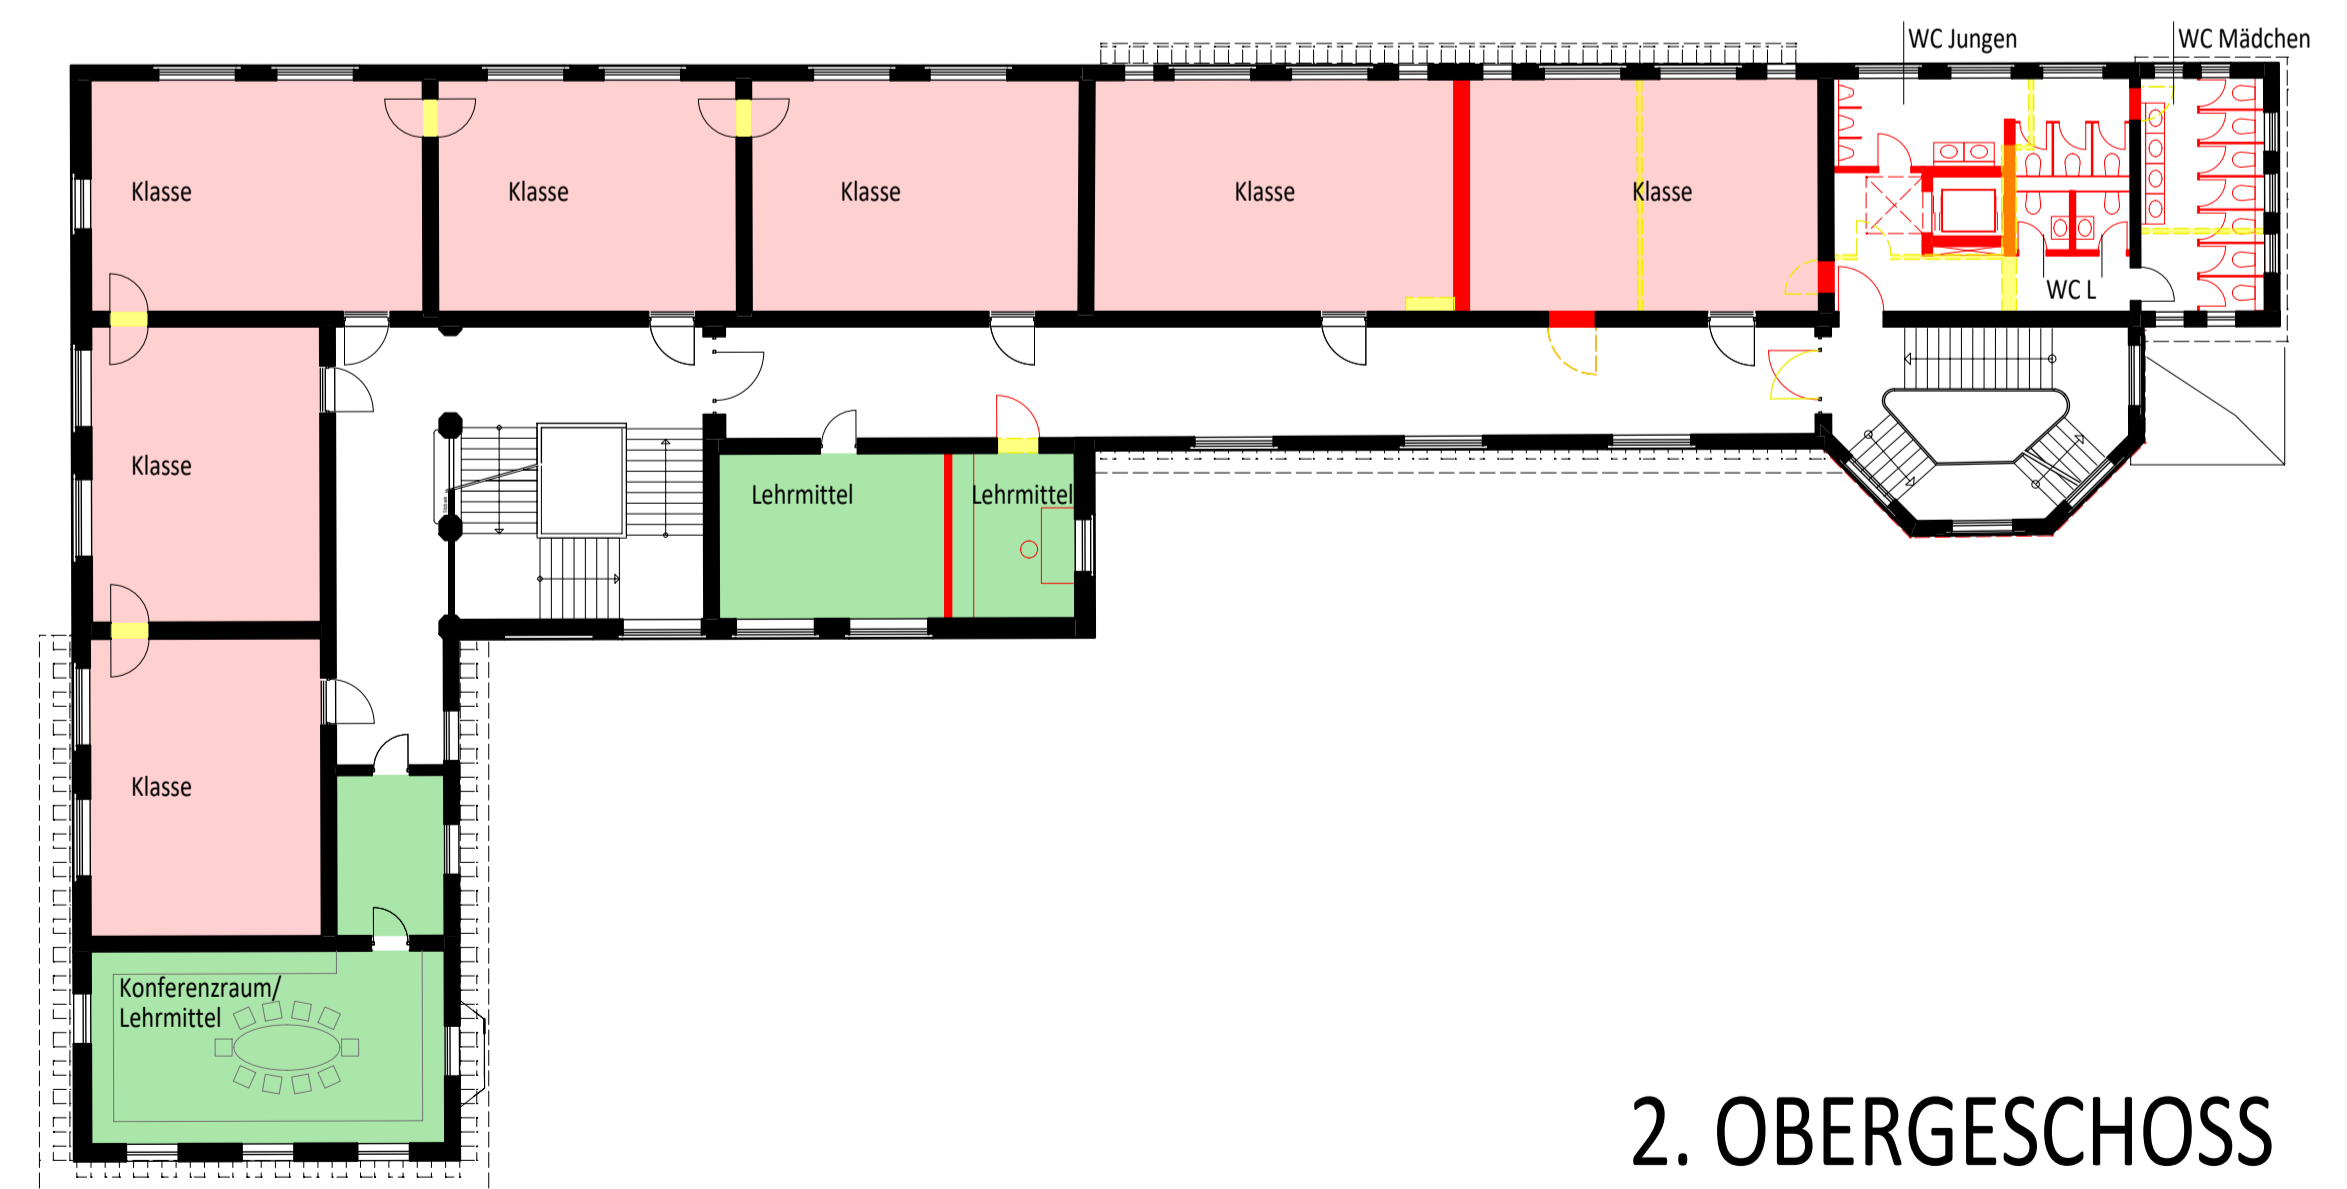 WC Jungen
WC Mädchen
Klasse
Klasse
Klasse
Klasse
Klasse
WC L
Klasse
Lehrmittel
Lehrmittel
Klasse
Konferenzraum/
Lehrmittel
2. OBERGESCHOSS